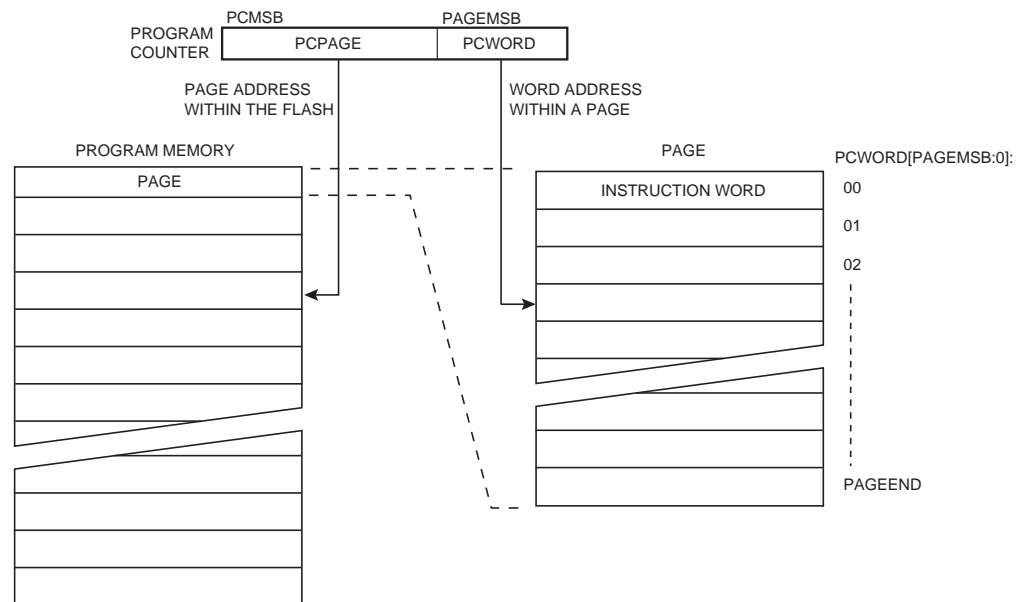 PCMSB
PAGEMSB
PROGRAM
COUNTER
PCPAGE
PCWORD
PAGE ADDRESS
WITHIN THE FLASH
WORD ADDRESS
WITHIN A PAGE
PROGRAM MEMORY
PAGE
PAGE
INSTRUCTION WORD
PCWORD[PAGEMSB:0]:
00
01
02
PAGEEND